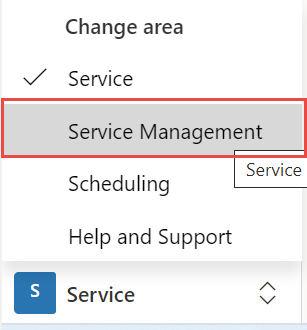 Change area
Service
Service Management
Service
Scheduling
Help and Support
S
Service